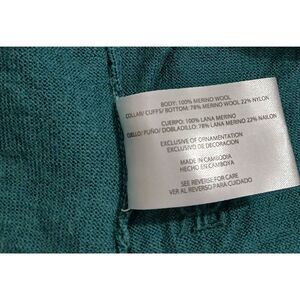 BODY: 100% MERINO WOOL
COLLAR/ CUFFS/ BOTTOM: 78% MERINO WOOL 22% NYLON
CUERPO: 100% LANA MERINO
CUELLO/ PUÑO/ DOBLADILLO: 78% LANA MERINO 22% NAILON
EXCLUSIVE OF ORNAMENTATION
EXCLUSIVO DE DECORACION
MADE IN CAMBODIA
HECHO EN CAMBOYA
SEE REVERSE FOR CARE
VER AL REVERSO PARA CUIDADO